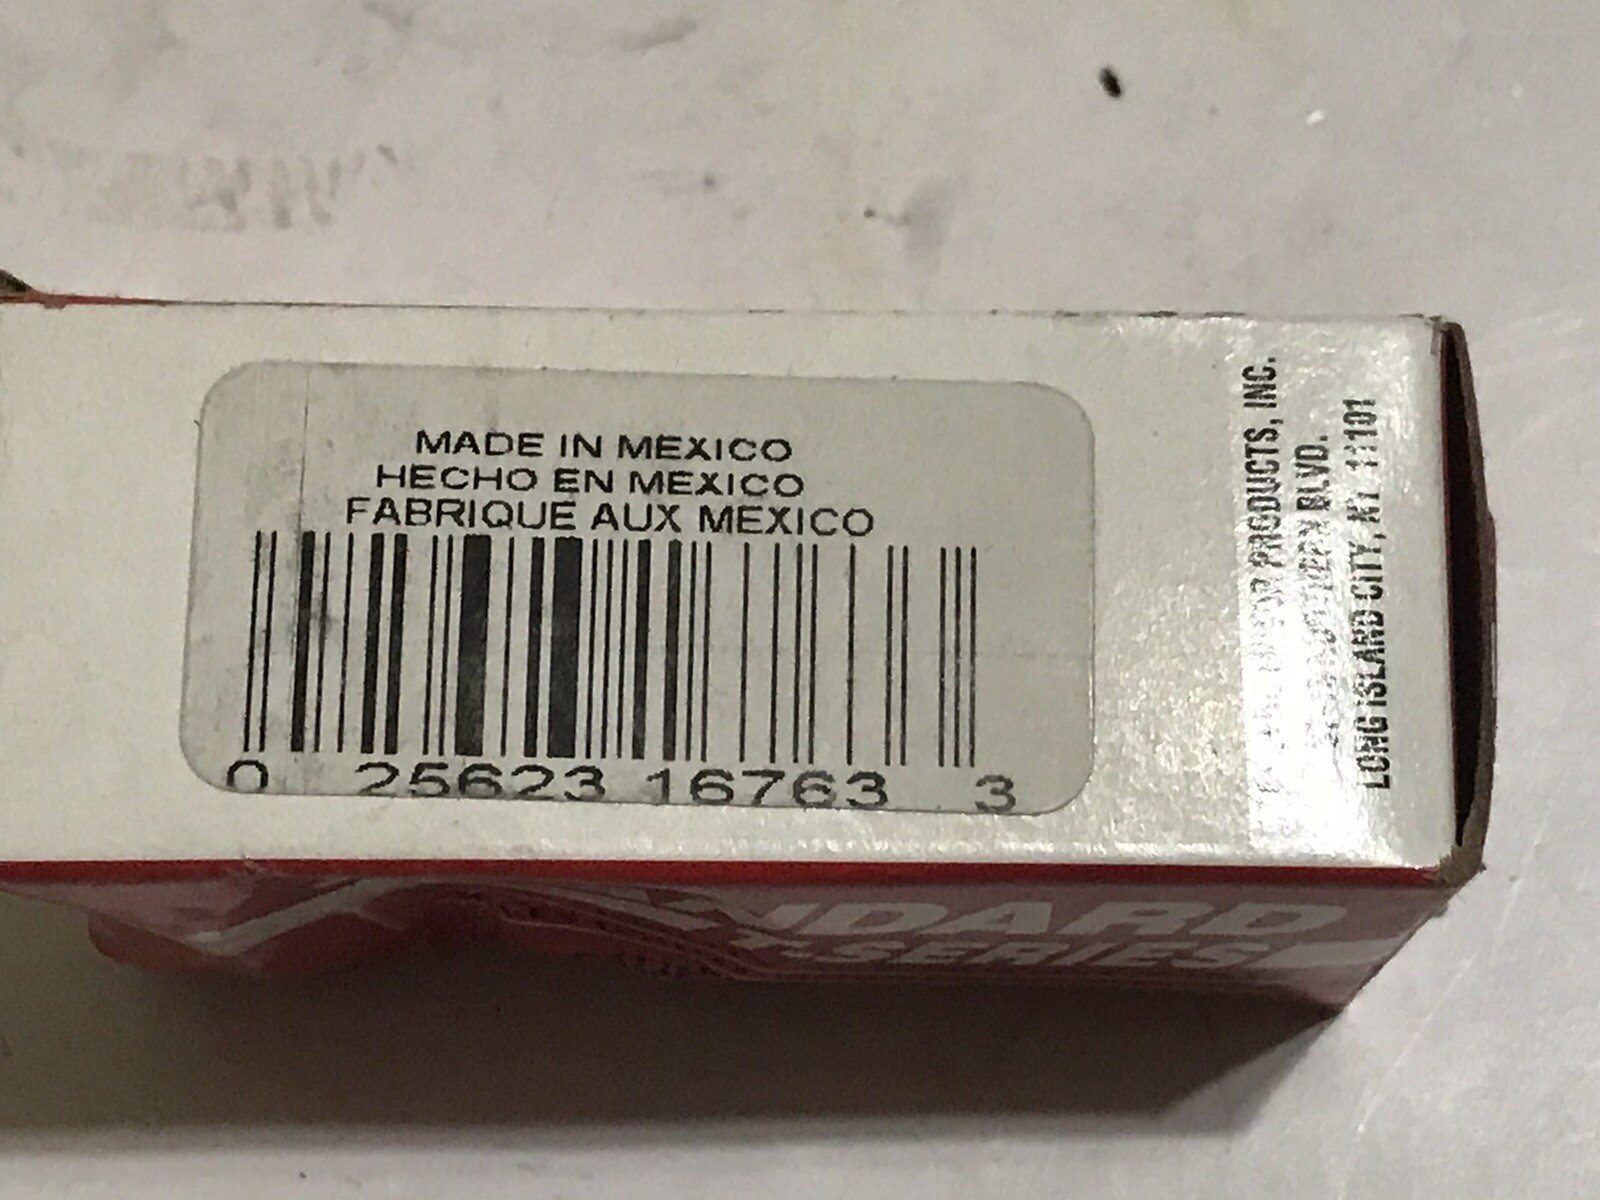 MADE IN MEXICO
HECHO EN MEXICO
FABRIQUE AUX MEXICO
0 25623 16763 3
PRODUCTS, INC.
BLVD.
LONG ISLAND CITY, NY 11101
T-SERIES